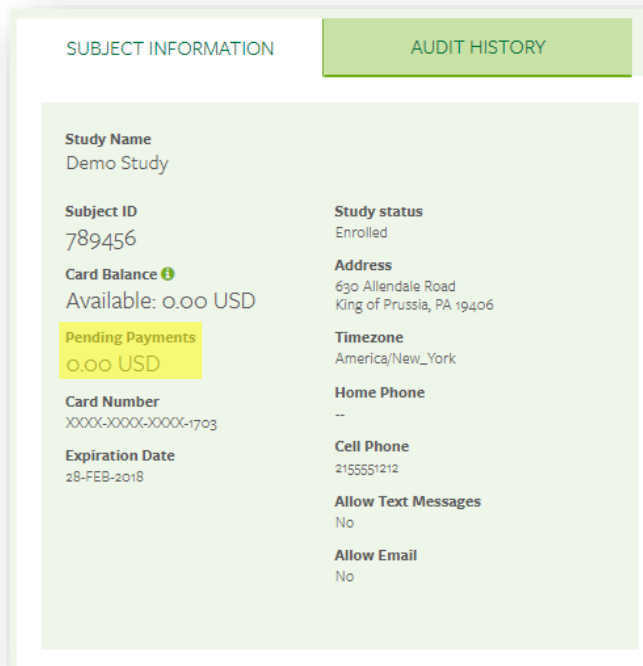 SUBJECT INFORMATION
AUDIT HISTORY
Study Name
Demo Study
Subject ID
789456
Card Balance
Available: 0.00 USD
Pending Payments
0.00 USD
Card Number
XXXX-XXXX-XXXX-1703
Expiration Date
28-FEB-2018
Study status
Enrolled
Address
630 Allendale Road
King of Prussia, PA 19406
Timezone
America/New_York
Home Phone
--
Cell Phone
2155551212
Allow Text Messages
No
Allow Email
No